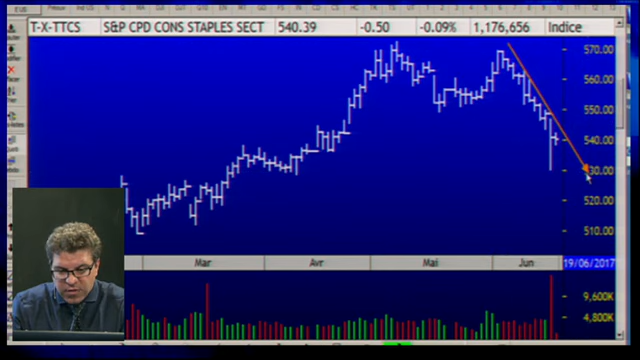 T-X-TTCS S&P CPD CONS STAPLES SECT 540.39 -0.50 -0.09% 1,176,656 Indice
570.00
560.00
550.00
540.00
520.00
510.00
Mar Avr Mai Jun 19/06/2017
9,600K
4,800K